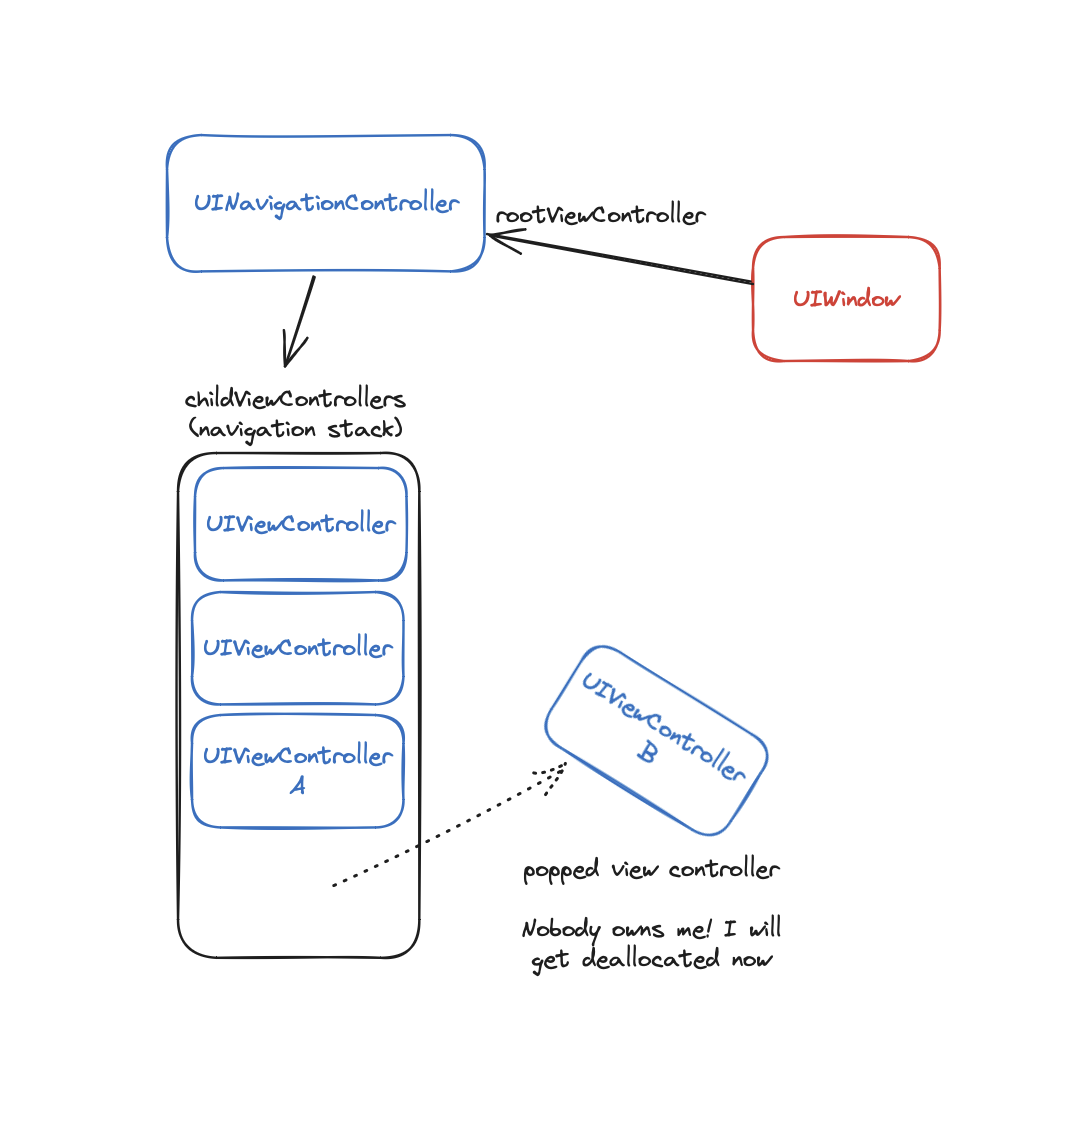 UINavigationController
rootViewController
UIWindow
childViewControllers
(navigation stack)
UIViewController
UIViewController
UIViewController
A
UIViewController
B
popped view controller
Nobody owns me! I will
get deallocated now